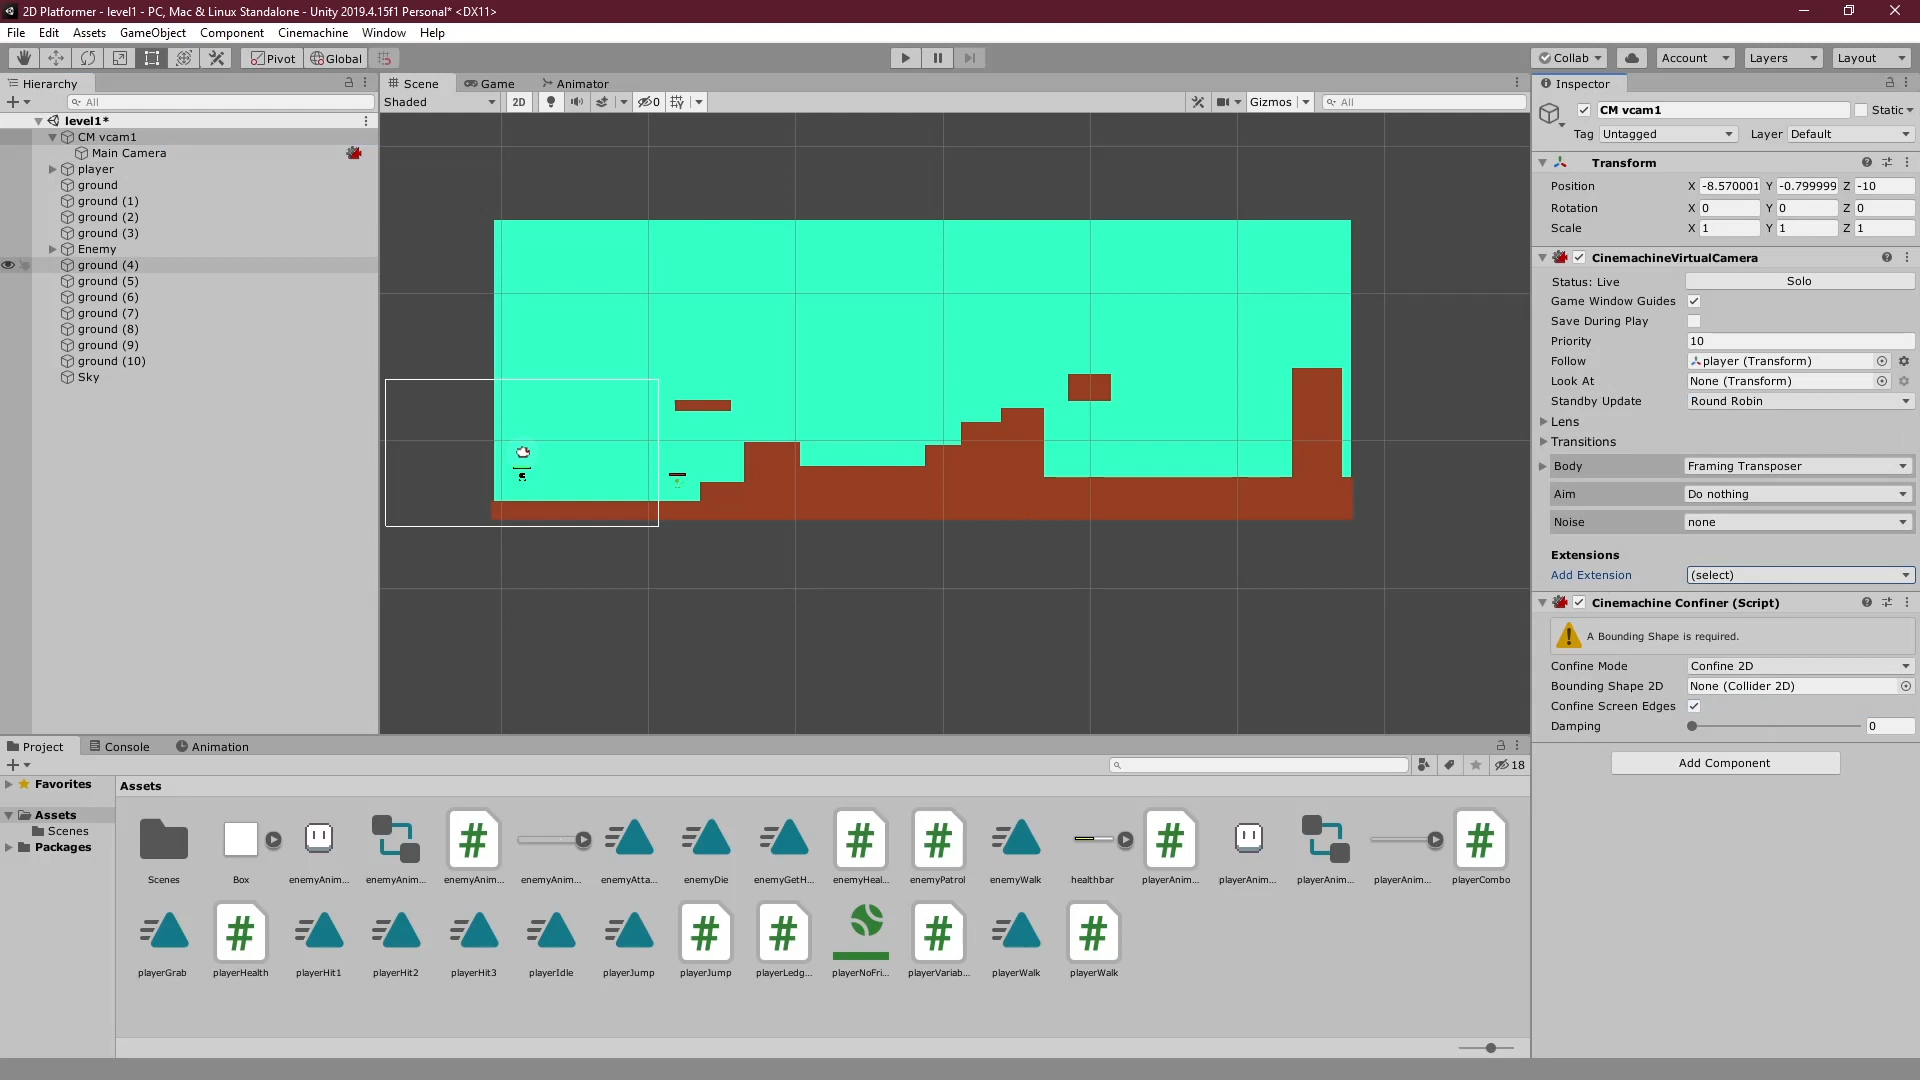 2D Platformer - level1 - PC, Mac & Linux Standalone - Unity 2019.4.15f1 Personal* <DX11>
File Edit Assets GameObject Component Cinemachine Window Help
Pivot Global Collab Account Layers Layout
Hierarchy
All
level1*
CM vcam1
Main Camera
player
ground
ground (1)
ground (2)
ground (3)
Enemy
ground (4)
ground (5)
ground (6)
ground (7)
ground (8)
ground (9)
ground (10)
Sky
Scene Game Animator
Shaded 2D 0 Gizmos All
Inspector
CM vcam1 Static
Tag Untagged Layer Default
Transform
Position X -8.570001 Y -0.799999 Z -10
Rotation X 0 Y 0 Z 0
Scale X 1 Y 1 Z 1
CinemachineVirtualCamera
Status: Live Solo
Game Window Guides
Save During Play
Priority 10
Follow player (Transform)
Look At None (Transform)
Standby Update Round Robin
Lens
Transitions
Body Framing Transposer
Aim Do nothing
Noise none
Extensions
Add Extension (select)
Cinemachine Confiner (Script)
A Bounding Shape is required.
Confine Mode Confine 2D
Bounding Shape 2D None (Collider 2D)
Confine Screen Edges
Damping 0
Add Component
Project Console Animation
18
Favorites
Assets
Scenes
Packages
Assets
Scenes Box enemyAnim... enemyAnim... enemyAnim... enemyAnim... enemyAtta... enemyDie enemyGetH... enemyHeal... enemyPatrol enemyWalk healthbar playerAnim... playerAnim... playerAnim... playerAnim... playerCombo
playerGrab playerHealth playerHit1 playerHit2 playerHit3 playerIdle playerJump playerJump playerLedg... playerNoFri... playerVariab... playerWalk playerWalk